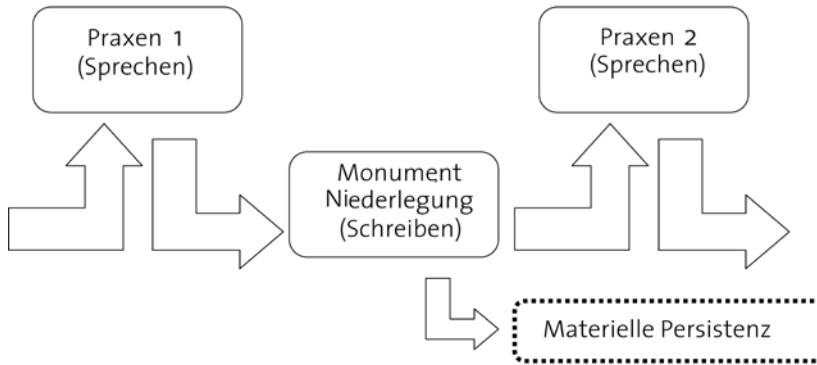 Praxen 1
(Sprechen)
Praxen 2
(Sprechen)
Monument
Niederlegung
(Schreiben)
Materielle Persistenz